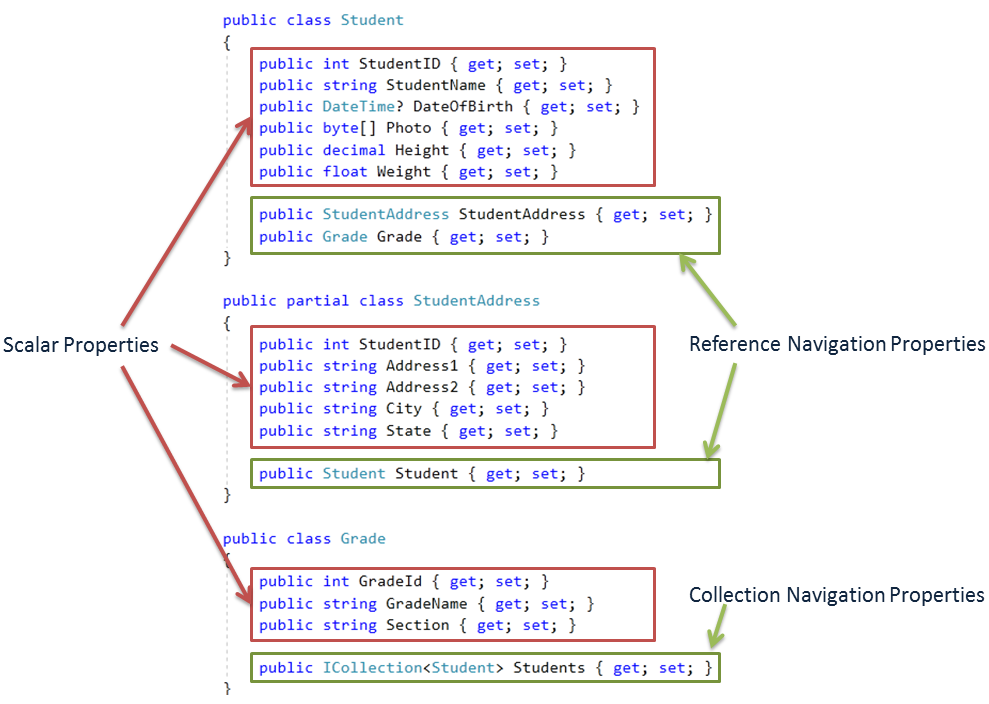 public class Student
{
public int StudentID { get; set; }
public string StudentName { get; set; }
public DateTime? DateOfBirth { get; set; }
public byte[] Photo { get; set; }
public decimal Height { get; set; }
public float Weight { get; set; }
public StudentAddress StudentAddress { get; set; }
public Grade Grade { get; set; }
}
public partial class StudentAddress
{
Scalar Properties
public int StudentID { get; set; }
Reference Navigation Properties
public string Address1 { get; set; }
public string Address2 { get; set; }
public string City { get; set; }
public string State { get; set; }
public Student Student { get; set; }
}
public class Grade
{
public int GradeId { get; set; }
Collection Navigation Properties
public string GradeName { get; set; }
public string Section { get; set; }
public ICollection<Student> Students { get; set; }
}